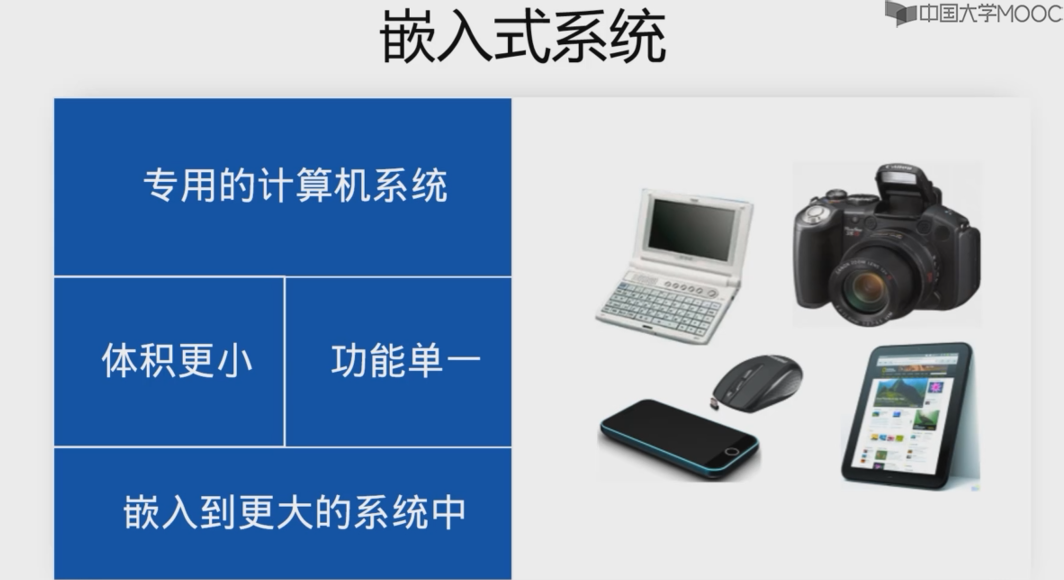 嵌入式系统
中国大学MOOC
专用的计算机系统
体积更小
功能单一
嵌入到更大的系统中
Canon